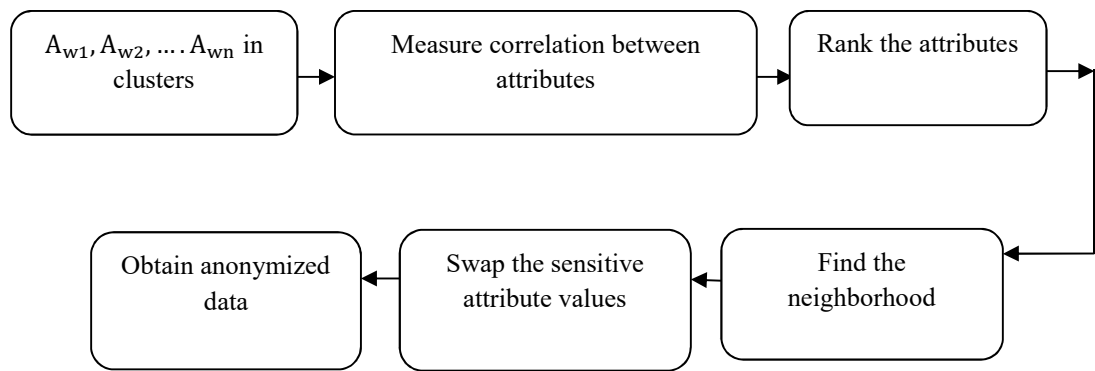 A_w1, A_w2, … . A_wn in
clusters
Measure correlation between
attributes
Rank the attributes
Find the
neighborhood
Swap the sensitive
attribute values
Obtain anonymized
data